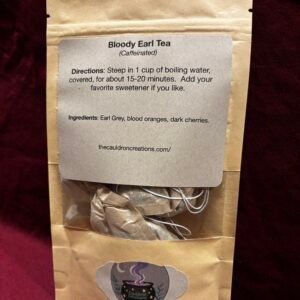 Bloody Earl Tea
(Caffeinated)
Directions: Steep in 1 cup of boiling water,
covered, for about 15-20 minutes. Add your
favorite sweetener if you like.
Ingredients: Earl Grey, blood oranges, dark cherries.
thecauldroncreations.com/